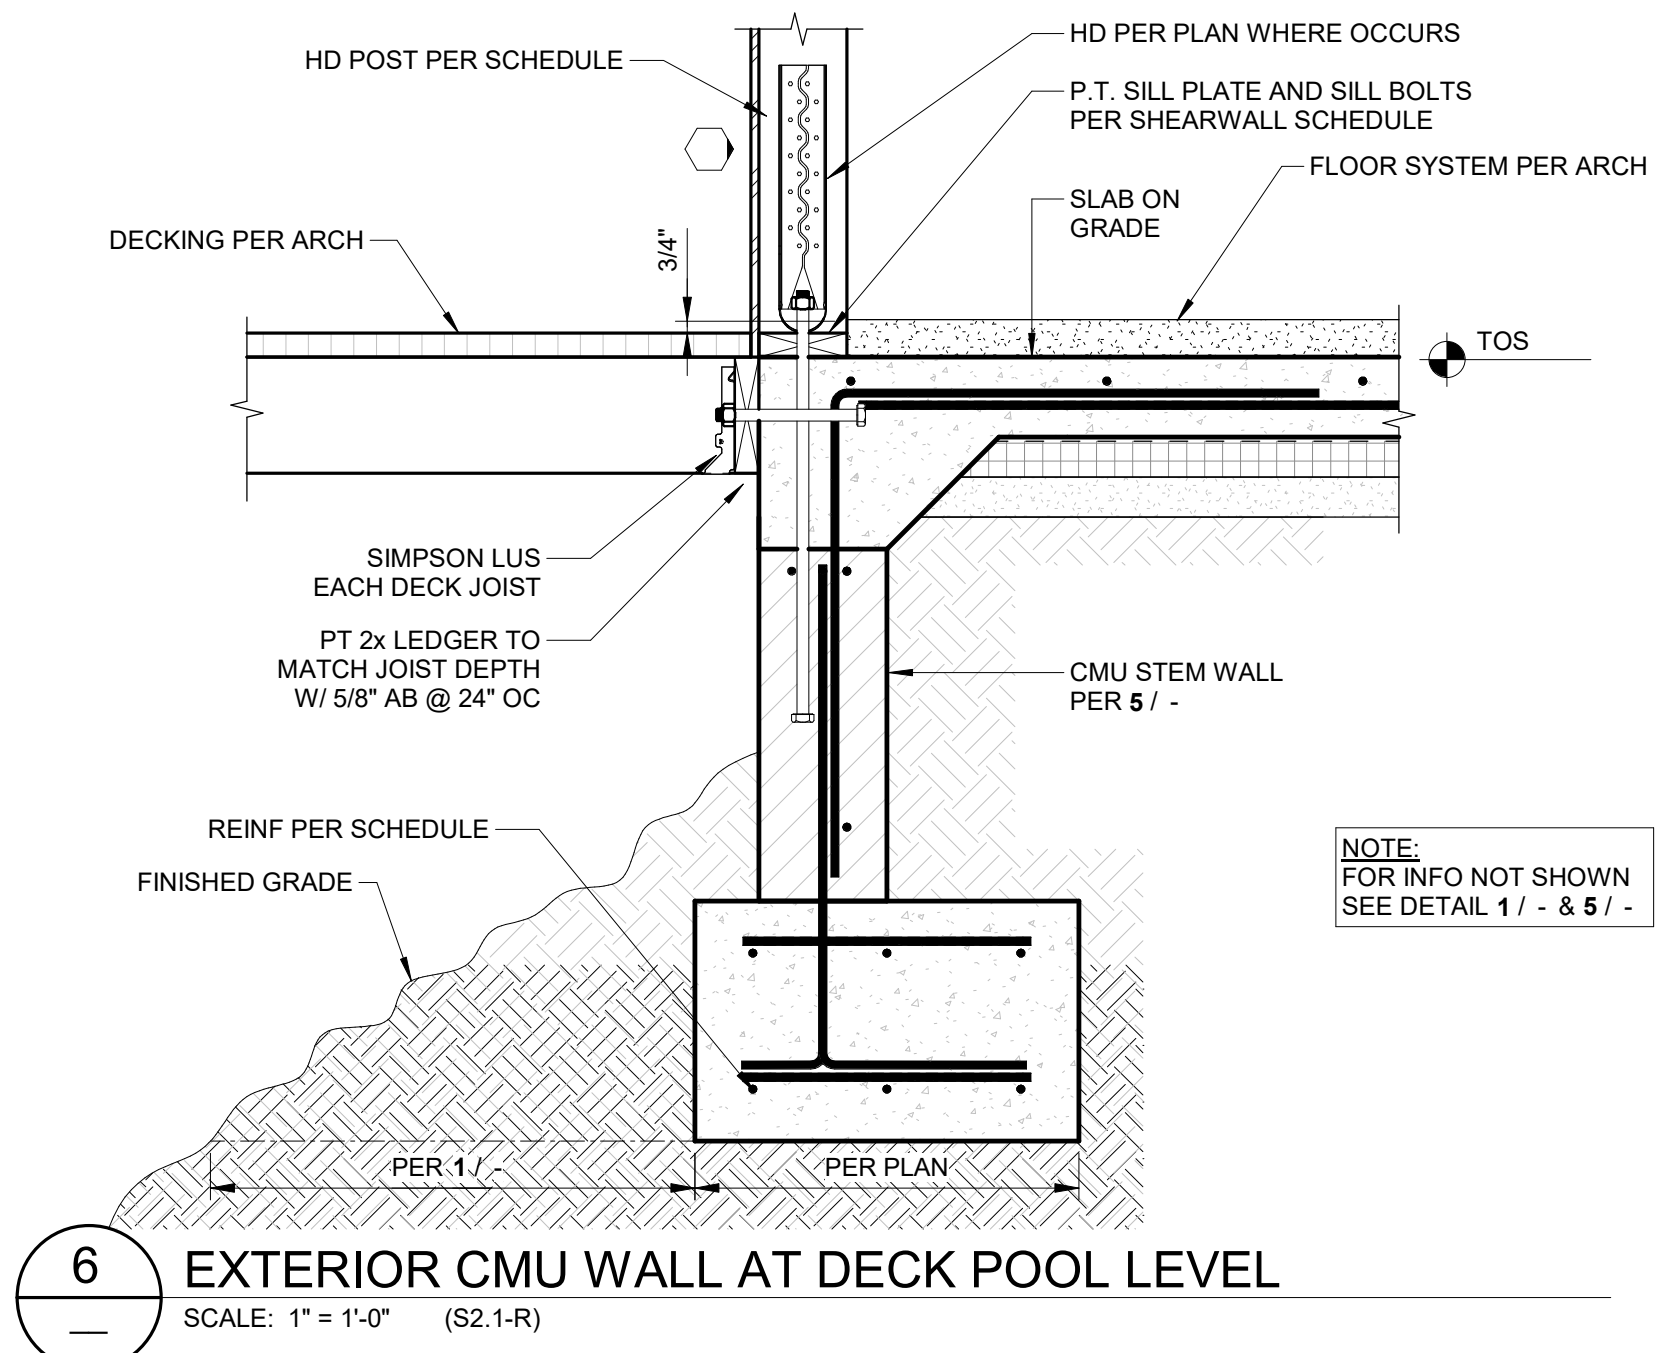 HD POST PER SCHEDULE
HD PER PLAN WHERE OCCURS
P.T. SILL PLATE AND SILL BOLTS
PER SHEARWALL SCHEDULE
FLOOR SYSTEM PER ARCH
SLAB ON
GRADE
DECKING PER ARCH
3/4"
TOS
SIMPSON LUS
EACH DECK JOIST
PT 2x LEDGER TO
MATCH JOIST DEPTH
W/ 5/8" AB @ 24" OC
CMU STEM WALL
PER 5 / -
REINF PER SCHEDULE
FINISHED GRADE
NOTE:
FOR INFO NOT SHOWN
SEE DETAIL 1 / - & 5 / -
PER 1 / -
PER PLAN
6
EXTERIOR CMU WALL AT DECK POOL LEVEL
SCALE: 1" = 1'-0" (S2.1-R)